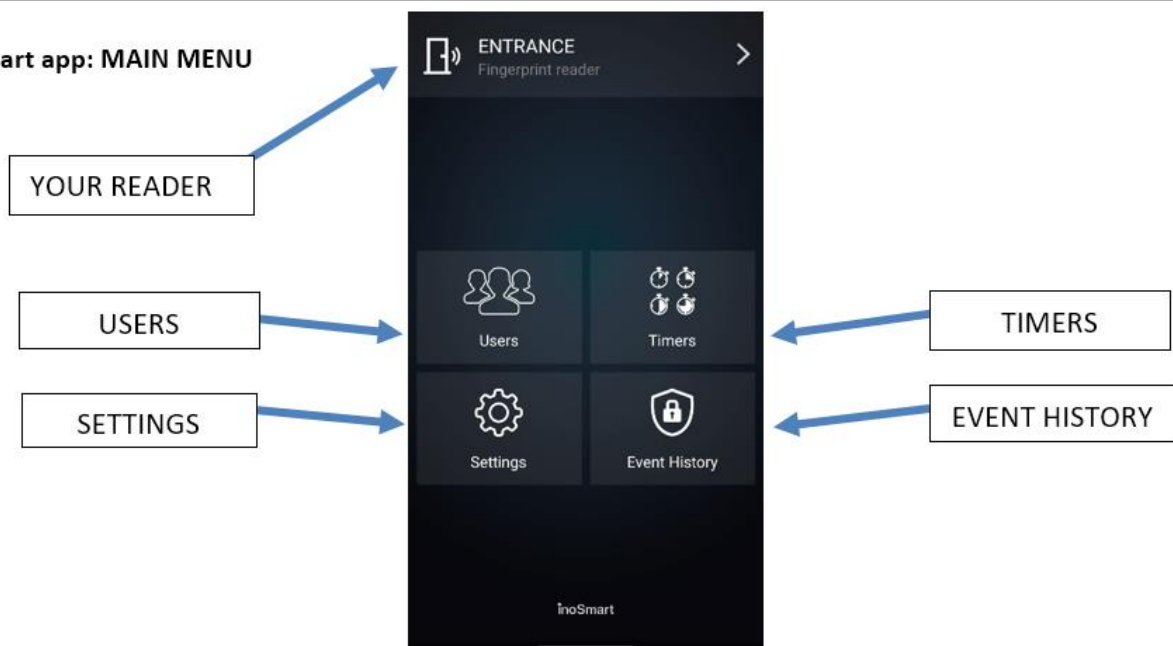 art app: MAIN MENU
ENTRANCE
Fingerprint reader
YOUR READER
USERS
SETTINGS
Users
Timers
Settings
Event History
TIMERS
EVENT HISTORY
inoSmart